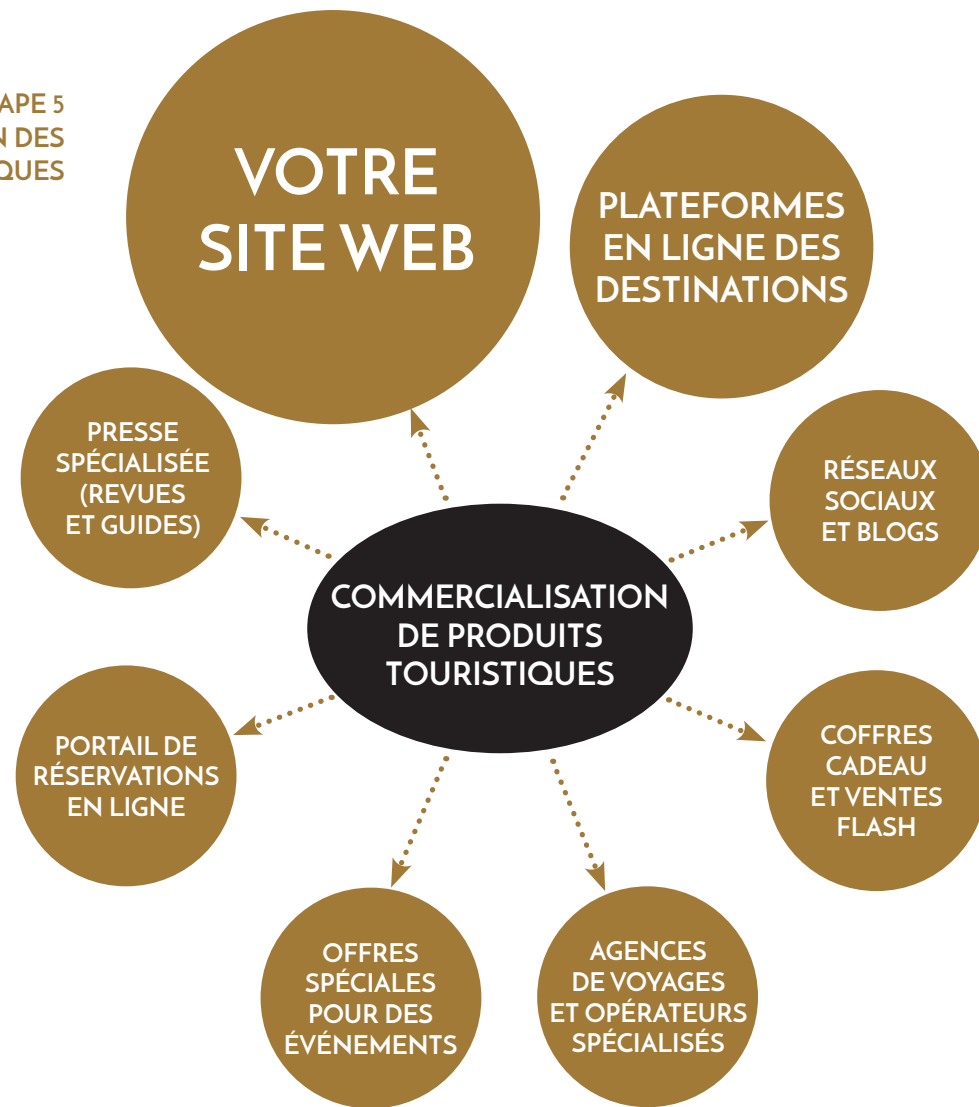 APE 5
N DES
QUES
VOTRE
SITE WEB
PLATEFORMES
EN LIGNE DES
DESTINATIONS
PRESSE
SPÉCIALISÉE
(REVUES
ET GUIDES)
RÉSEAUX
SOCIAUX
ET BLOGS
COMMERCIALISATION
DE PRODUITS
TOURISTIQUES
PORTAIL DE
RÉSERVATIONS
EN LIGNE
COFFRES
CADEAU
ET VENTES
FLASH
OFFRES
SPÉCIALES
POUR DES
ÉVÉNEMENTS
AGENCES
DE VOYAGES
ET OPÉRATEURS
SPÉCIALISÉS